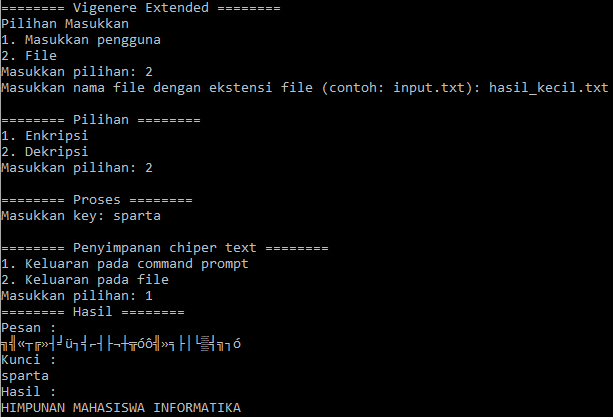 ======== Vigenere Extended ========
Pilihan Masukkan
1. Masukkan pengguna
2. File
Masukkan pilihan: 2
Masukkan nama file dengan ekstensi file (contoh: input.txt): hasil_kecil.txt
======== Pilihan ========
1. Enkripsi
2. Dekripsi
Masukkan pilihan: 2
======== Proses ========
Masukkan key: sparta
======== Penyimpanan chiper text ========
1. Keluaran pada command prompt
2. Keluaran pada file
Masukkan pilihan: 1
======== Hasil ========
Pesan :
Kunci :
sparta
Hasil :
HIMPUNAN MAHASISWA INFORMATIKA